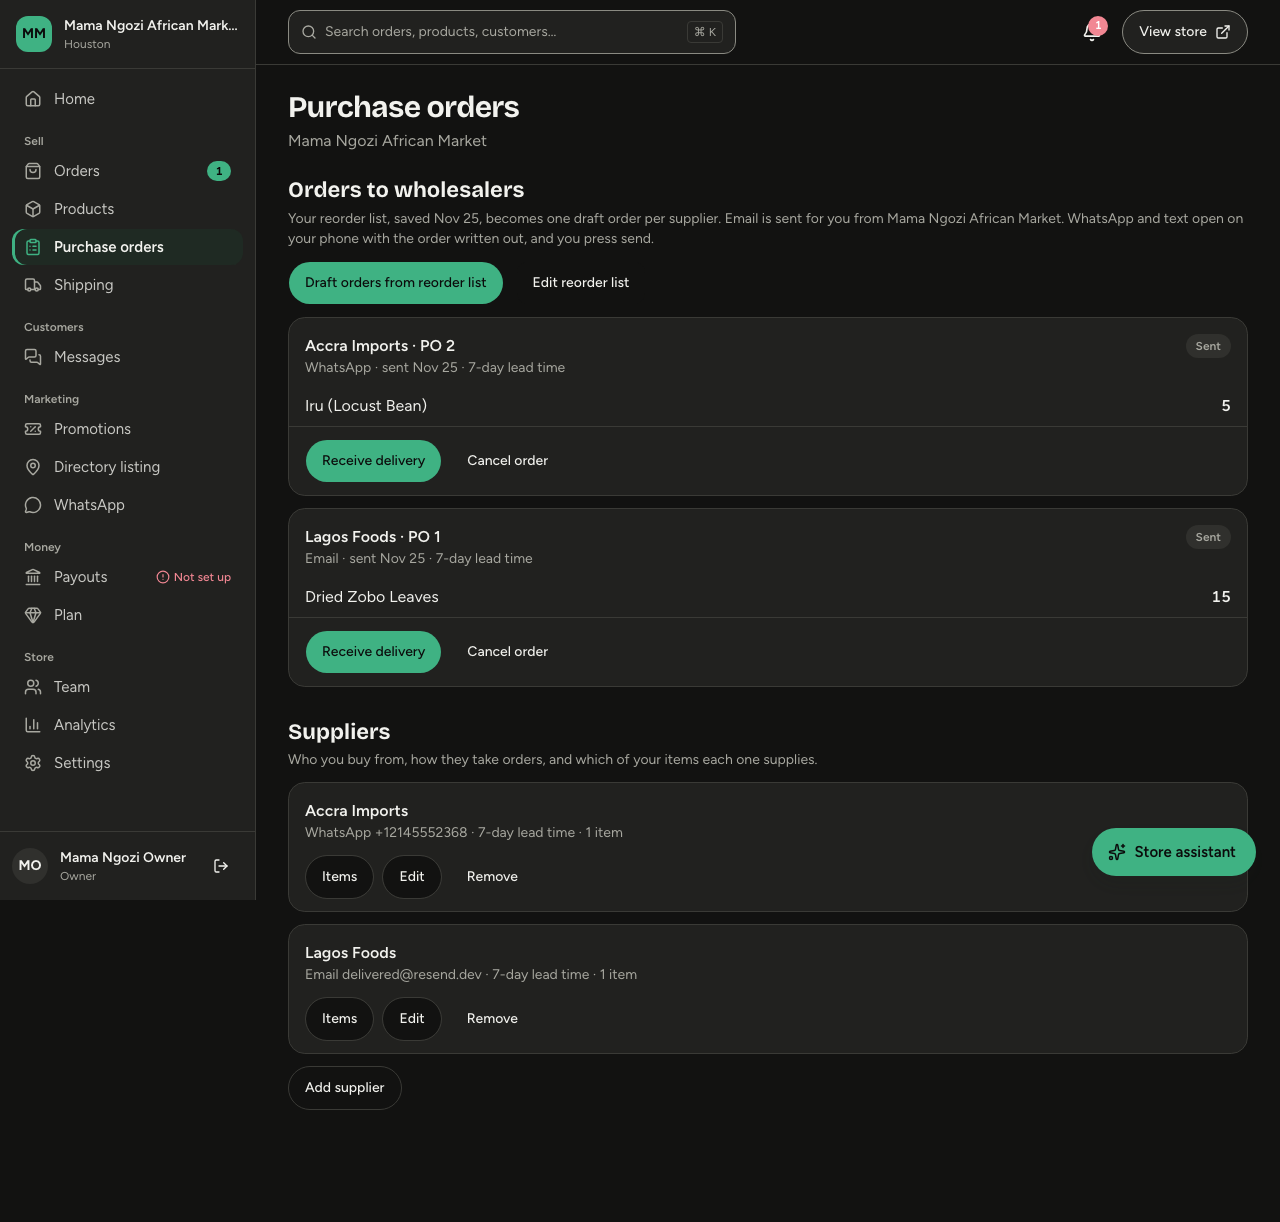 MM
Mama Ngozi African Mark...
Houston
Home
Sell
Orders
1
Products
Purchase orders
Shipping
Customers
Messages
Marketing
Promotions
Directory listing
WhatsApp
Money
Payouts
Not set up
Plan
Store
Team
Analytics
Settings
MO
Mama Ngozi Owner
Owner
Search orders, products, customers...
⌘ K
1
View store
Purchase orders
Mama Ngozi African Market
Orders to wholesalers
Your reorder list, saved Nov 25, becomes one draft order per supplier. Email is sent for you from Mama Ngozi African Market. WhatsApp and text open on
your phone with the order written out, and you press send.
Draft orders from reorder list
Edit reorder list
Accra Imports · PO 2
Sent
WhatsApp · sent Nov 25 · 7-day lead time
Iru (Locust Bean)
5
Receive delivery
Cancel order
Lagos Foods · PO 1
Sent
Email · sent Nov 25 · 7-day lead time
Dried Zobo Leaves
15
Receive delivery
Cancel order
Suppliers
Who you buy from, how they take orders, and which of your items each one supplies.
Accra Imports
WhatsApp +12145552368 · 7-day lead time · 1 item
Items
Edit
Remove
Store assistant
Lagos Foods
Email delivered@resend.dev · 7-day lead time · 1 item
Items
Edit
Remove
Add supplier